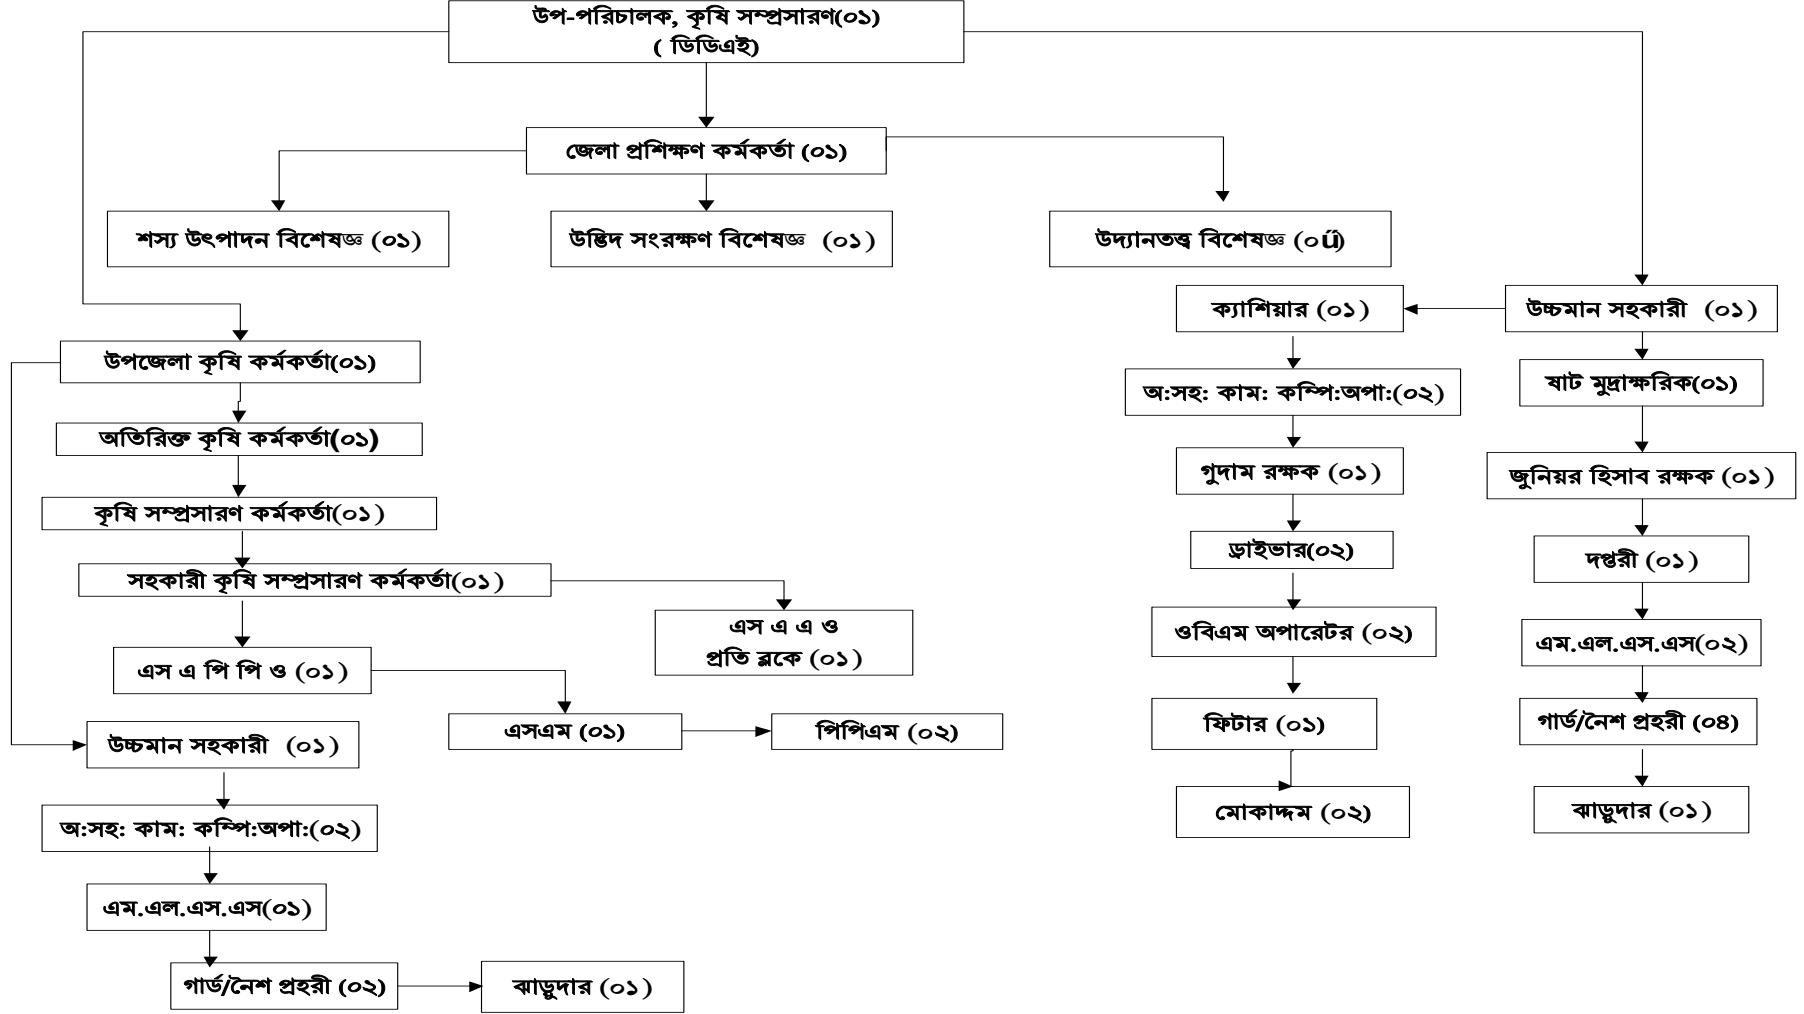 উপ-পরিচালক, কৃষি সম্প্রসারণ(০১)
( ডিডিএই)
জেলা প্রশিক্ষণ কর্মকর্তা (০১)
শস্য উৎপাদন বিশেষজ্ঞ (০১)
উদ্ভিদ সংরক্ষণ বিশেষজ্ঞ (০১)
উদ্যানতত্ত্ব বিশেষজ্ঞ (০ű)
ক্যাশিয়ার (০১)
উচ্চমান সহকারী (০১)
উপজেলা কৃষি কর্মকর্তা(০১)
ষাট মুদ্রাক্ষরিক(০১)
অ:সহ: কাম: কম্পি:অপা:(০২)
অতিরিক্ত কৃষি কর্মকর্তা(০১)
গুদাম রক্ষক (০১)
জুনিয়র হিসাব রক্ষক (০১)
কৃষি সম্প্রসারণ কর্মকর্তা(০১)
ড্রাইভার(০২)
দপ্তরী (০১)
সহকারী কৃষি সম্প্রসারণ কর্মকর্তা(০১)
এস এ এ ও
প্রতি ব্লকে (০১)
ওবিএম অপারেটর (০২)
এম.এল.এস.এস(০২)
এস এ পি পি ও (০১)
এসএম (০১)
পিপিএম (০২)
ফিটার (০১)
গার্ড/নৈশ প্রহরী (০৪)
উচ্চমান সহকারী (০১)
মোকাদ্দম (০২)
ঝাড়ুদার (০১)
অ:সহ: কাম: কম্পি:অপা:(০২)
এম.এল.এস.এস(০১)
গার্ড/নৈশ প্রহরী (০২)
ঝাড়ুদার (০১)